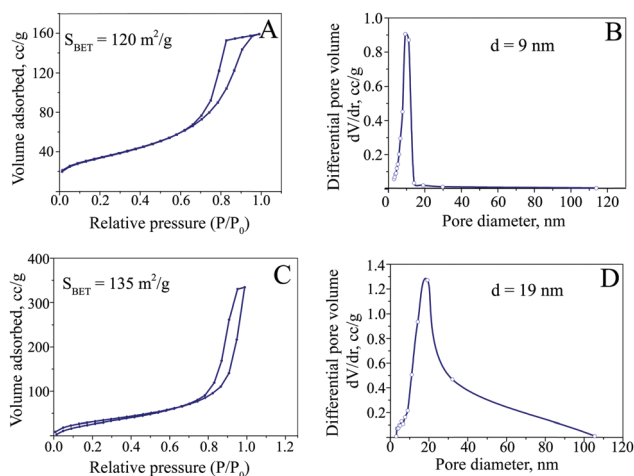 A
S_BET = 120 m²/g
Volume adsorbed, cc/g
160
120
80
40
0.0 0.2 0.4 0.6 0.8 1.0
Relative pressure (P/P₀)
B
d = 9 nm
Differential pore volume
dV/dr, cc/g
1.0
0.8
0.6
0.4
0.2
0 20 40 60 80 100 120
Pore diameter, nm
C
S_BET = 135 m²/g
Volume adsorbed, cc/g
400
300
200
100
0.0 0.2 0.4 0.6 0.8 1.0 1.2
Relative pressure (P/P₀)
D
d = 19 nm
Differential pore volume
dV/dr, cc/g
1.4
1.2
1.0
0.8
0.6
0.4
0.2
0 20 40 60 80 100 120
Pore diameter, nm